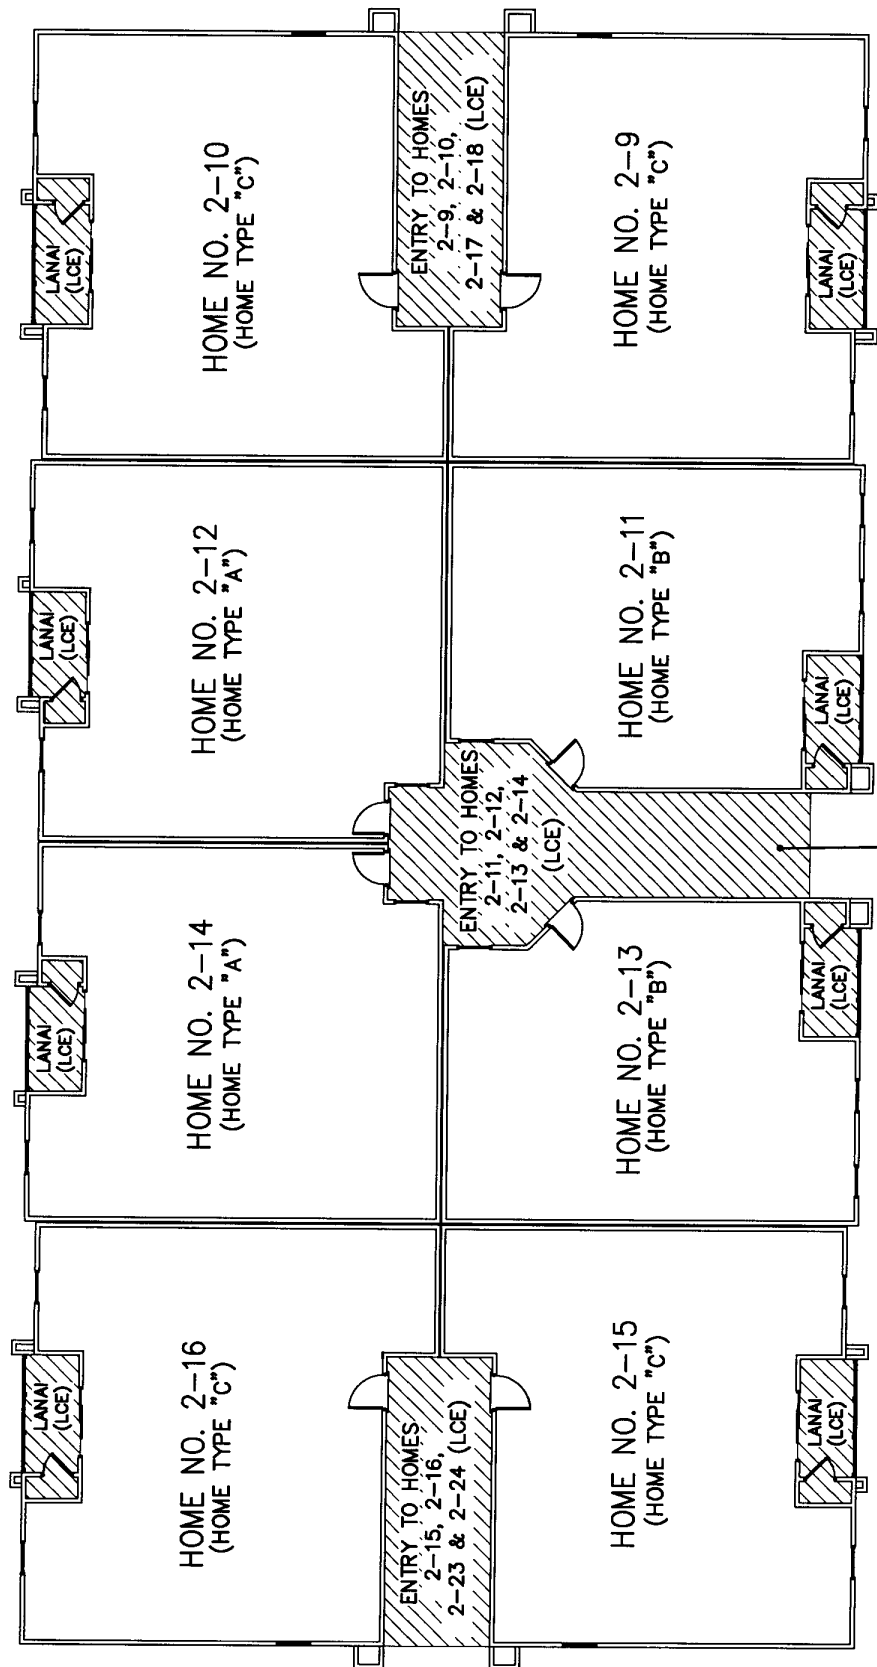 HOME NO. 2-10
(HOME TYPE "C")
LANAI
(LCE)
ENTRY TO HOMES
2-9, 2-10,
2-17 & 2-18 (LCE)
HOME NO. 2-9
(HOME TYPE "C")
LANAI
(LCE)
HOME NO. 2-12
(HOME TYPE "A")
LANAI
(LCE)
HOME NO. 2-11
(HOME TYPE "B")
LANAI
(LCE)
ENTRY TO HOMES
2-11, 2-12,
2-13 & 2-14
(LCE)
HOME NO. 2-14
(HOME TYPE "A")
LANAI
(LCE)
HOME NO. 2-13
(HOME TYPE "B")
LANAI
(LCE)
HOME NO. 2-16
(HOME TYPE "C")
LANAI
(LCE)
ENTRY TO HOMES
2-15, 2-16,
2-23 & 2-24 (LCE)
HOME NO. 2-15
(HOME TYPE "C")
LANAI
(LCE)